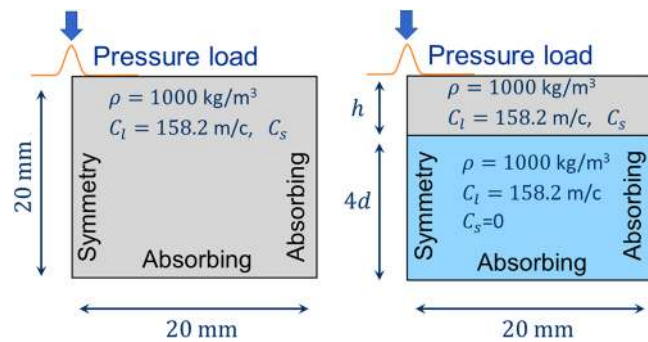 Pressure load
ρ = 1000 kg/m³
C_l = 158.2 m/c, C_s
20 mm
Symmetry
Absorbing
Absorbing
20 mm
Pressure load
ρ = 1000 kg/m³
C_l = 158.2 m/c, C_s
h
4d
Symmetry
ρ = 1000 kg/m³
C_l = 158.2 m/c
C_s=0
Absorbing
Absorbing
20 mm